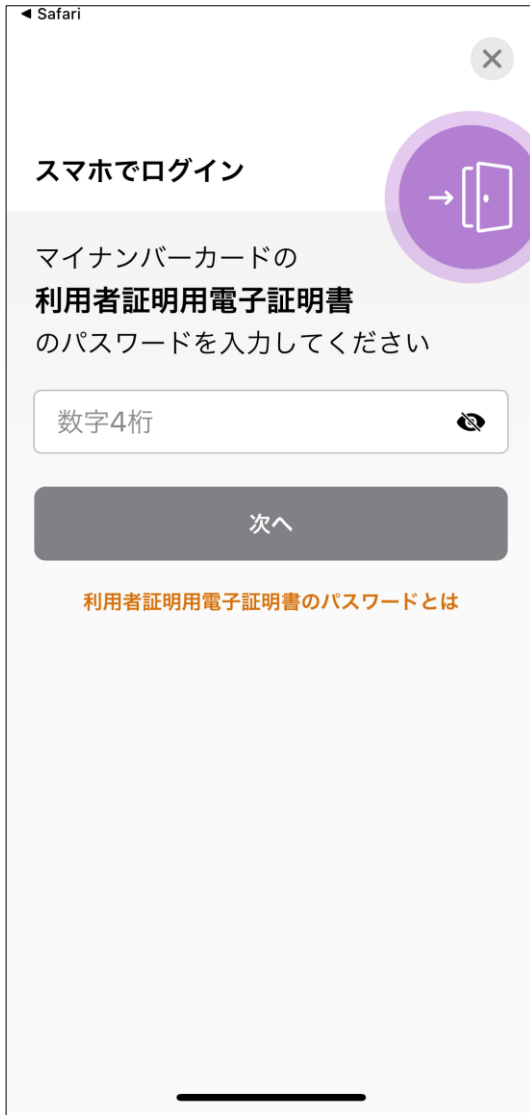 ◀ Safari
スマホでログイン
マイナンバーカードの
利用者証明用電子証明書
のパスワードを入力してください
数字4桁
次へ
利用者証明用電子証明書のパスワードとは